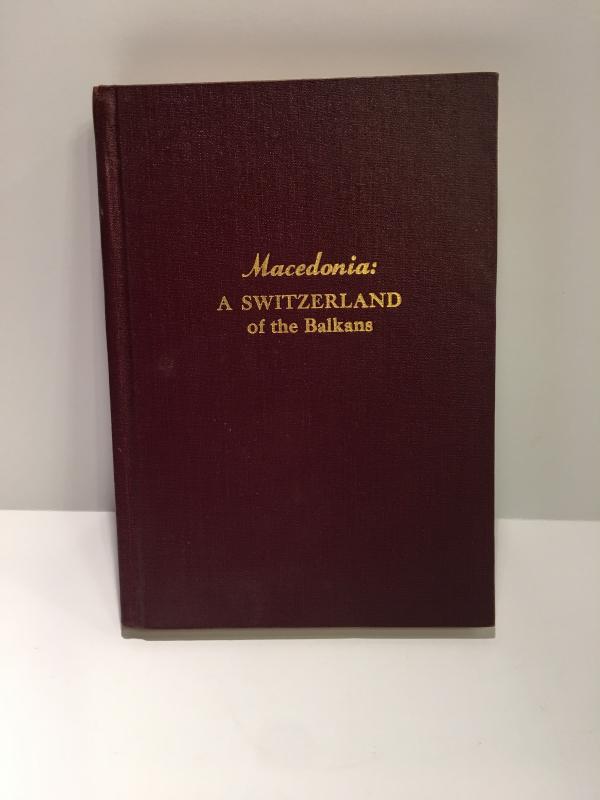 Macedonia:
A SWITZERLAND
of the Balkans